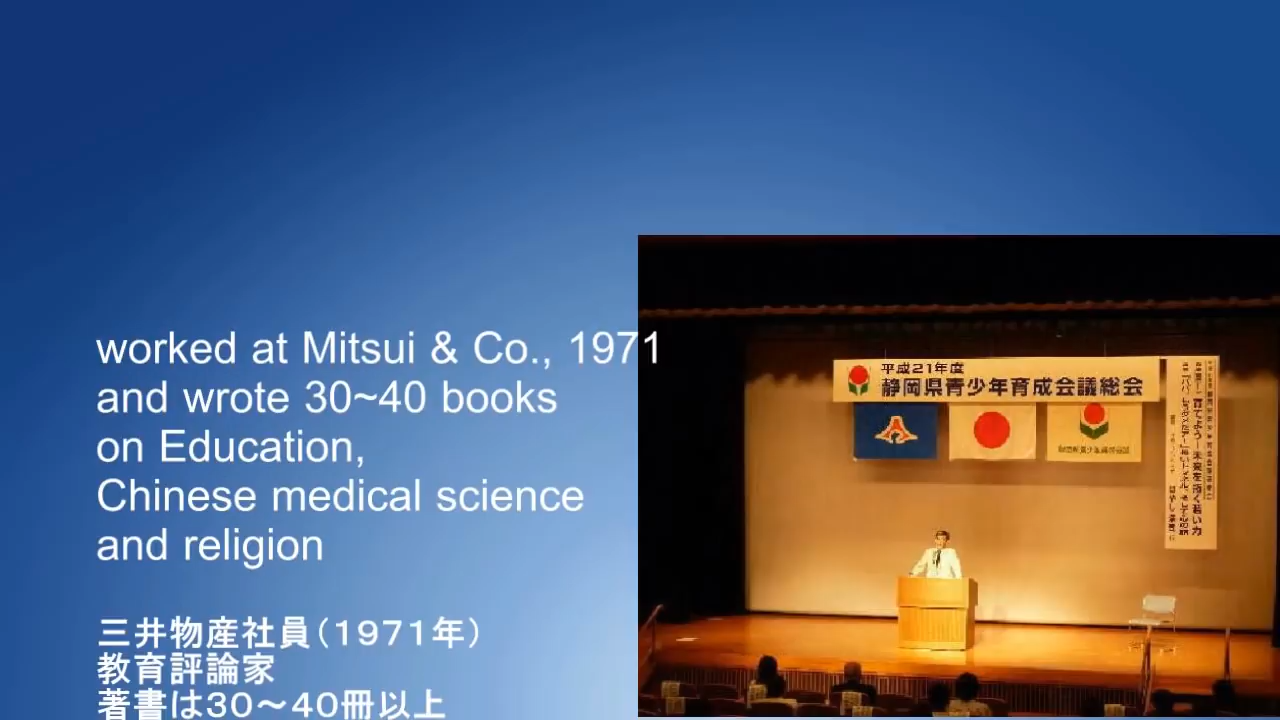 worked at Mitsui & Co., 1971
and wrote 30~40 books
on Education,
Chinese medical science
and religion
三井物産社員（１９７１年）
教育評論家
著書は３０～４０冊以上
平成21年度
静岡県青少年育成会議総会